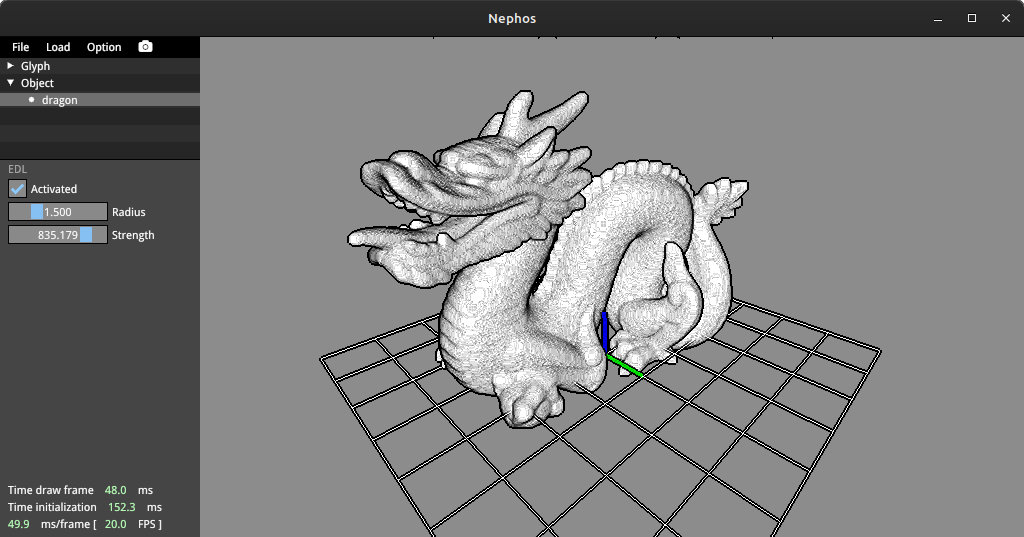 Nephos
File Load Option
Glyph
Object
dragon
EDL
Activated
1.500 Radius
835.179 Strength
Time draw frame 48.0 ms
Time initialization 152.3 ms
49.9 ms/frame [ 20.0 FPS ]